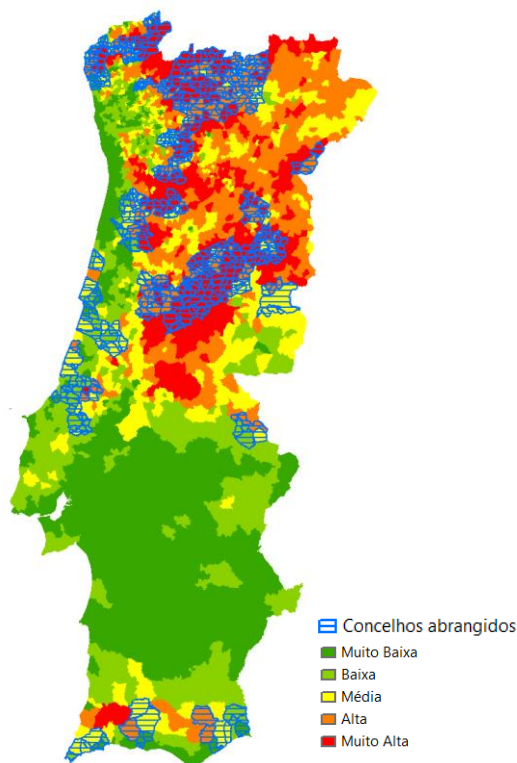 Concelhos abrangidos
Muito Baixa
Baixa
Média
Alta
Muito Alta